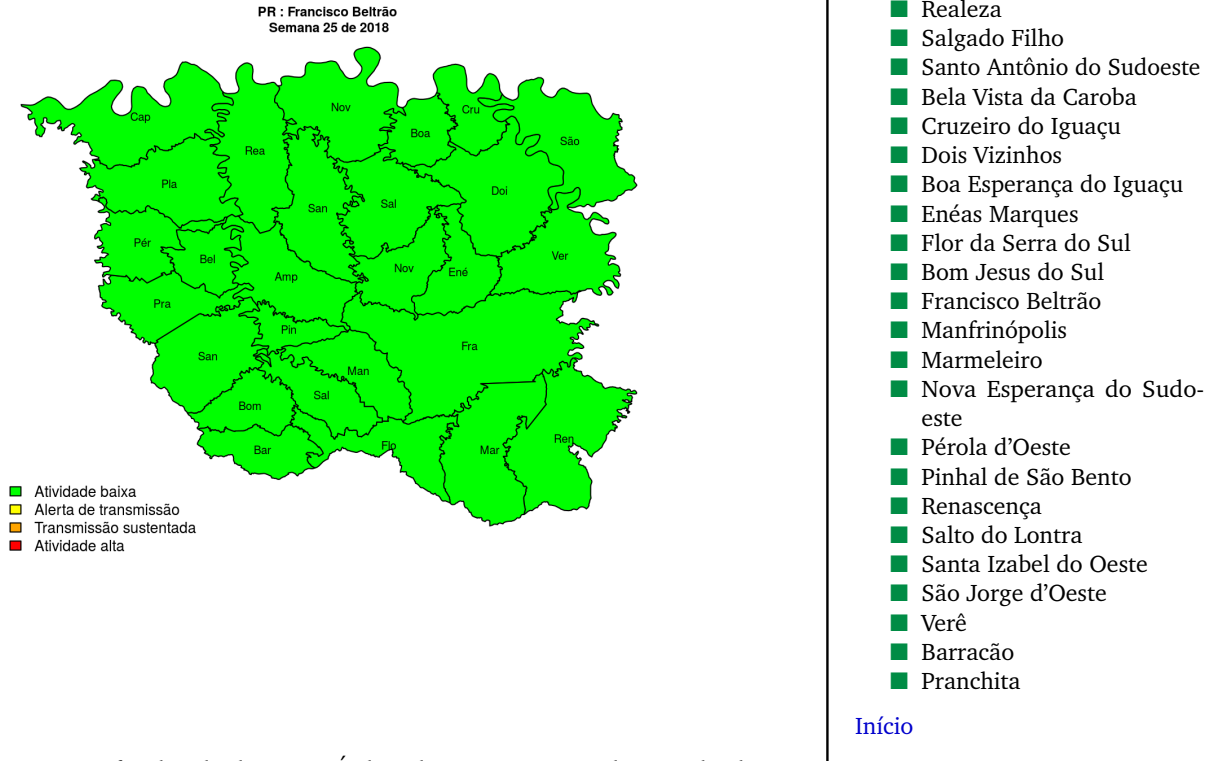 PR : Francisco Beltrão
Semana 25 de 2018
Cap
Nov
Cru
Boa
São
Rea
Pla
Doi
San
Sal
Pér
Bel
Nov
Ené
Ver
Amp
Pra
Pin
Fra
San
Man
Sal
Bom
Ren
Bar
Flo
Mar
Atividade baixa
Alerta de transmissão
Transmissão sustentada
Atividade alta
Realeza
Salgado Filho
Santo Antônio do Sudoeste
Bela Vista da Caroba
Cruzeiro do Iguaçu
Dois Vizinhos
Boa Esperança do Iguaçu
Enéas Marques
Flor da Serra do Sul
Bom Jesus do Sul
Francisco Beltrão
Manfrinópolis
Marmeleiro
Nova Esperança do Sudo-
este
Pérola d'Oeste
Pinhal de São Bento
Renascença
Salto do Lontra
Santa Izabel do Oeste
São Jorge d'Oeste
Verê
Barracão
Pranchita
Início